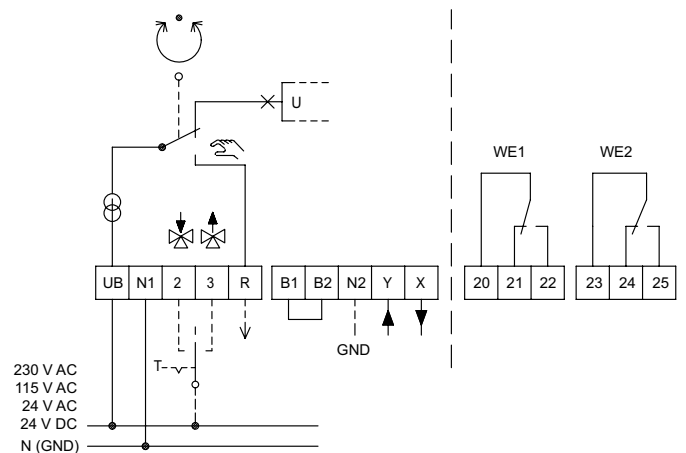 U
WE1 WE2
UB N1 2 3 R B1 B2 N2 Y X 20 21 22 23 24 25
GND
T
230 V AC
115 V AC
24 V AC
24 V DC
N (GND)